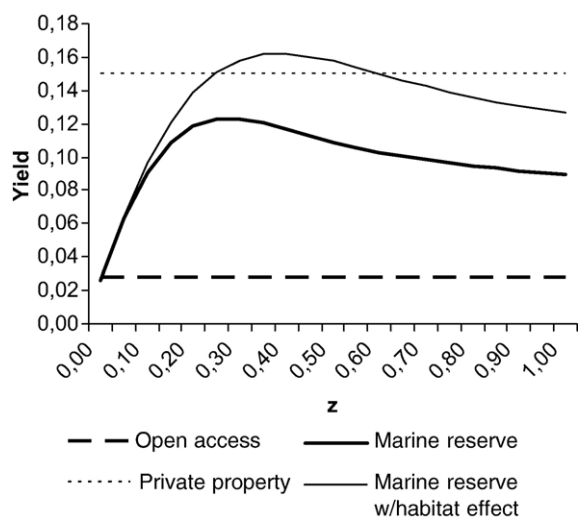 0,18
0,16
0,14
0,12
0,10
0,08
0,06
0,04
0,02
0,00
Yield
0,00 0,10 0,20 0,30 0,40 0,50 0,60 0,70 0,80 0,90 1,00
z
Open access Marine reserve
Private property Marine reserve
w/habitat effect